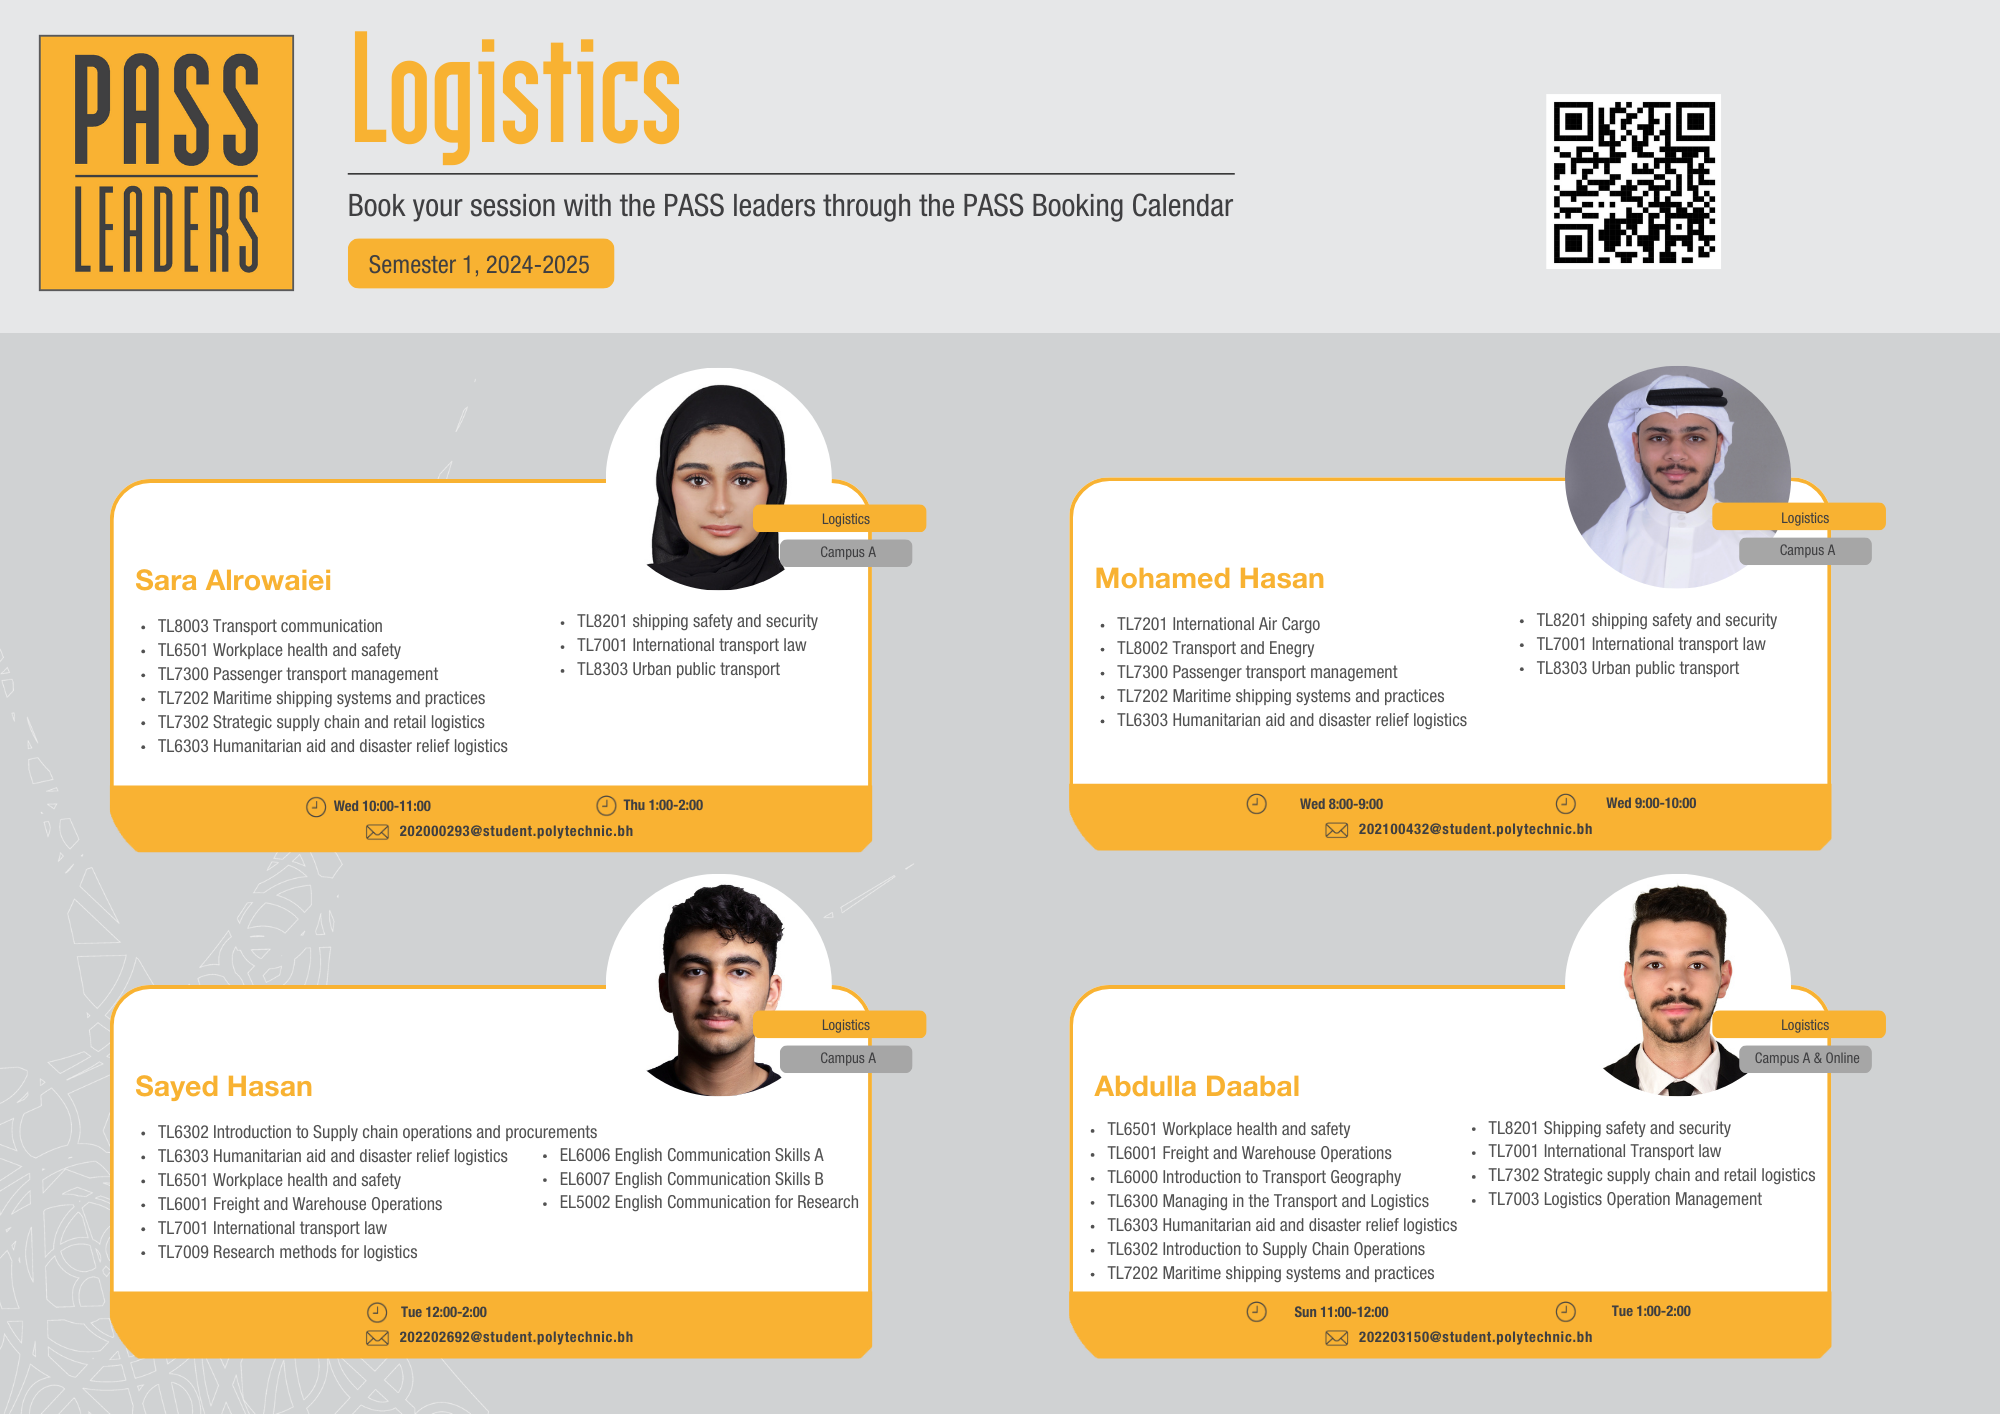 PASS
LEADERS
Logistics
Book your session with the PASS leaders through the PASS Booking Calendar
Semester 1, 2024-2025
Logistics
Campus A
Sara Alrowaiei
• TL8003 Transport communication
• TL6501 Workplace health and safety
• TL7300 Passenger transport management
• TL7202 Maritime shipping systems and practices
• TL7302 Strategic supply chain and retail logistics
• TL6303 Humanitarian aid and disaster relief logistics
• TL8201 shipping safety and security
• TL7001 International transport law
• TL8303 Urban public transport
Wed 10:00-11:00
Thu 1:00-2:00
202000293@student.polytechnic.bh
Logistics
Campus A
Mohamed Hasan
• TL7201 International Air Cargo
• TL8002 Transport and Enegry
• TL7300 Passenger transport management
• TL7202 Maritime shipping systems and practices
• TL6303 Humanitarian aid and disaster relief logistics
• TL8201 shipping safety and security
• TL7001 International transport law
• TL8303 Urban public transport
Wed 8:00-9:00
Wed 9:00-10:00
202100432@student.polytechnic.bh
Logistics
Campus A
Sayed Hasan
• TL6302 Introduction to Supply chain operations and procurements
• TL6303 Humanitarian aid and disaster relief logistics
• TL6501 Workplace health and safety
• TL6001 Freight and Warehouse Operations
• TL7001 International transport law
• TL7009 Research methods for logistics
• EL6006 English Communication Skills A
• EL6007 English Communication Skills B
• EL5002 English Communication for Research
Tue 12:00-2:00
202202692@student.polytechnic.bh
Logistics
Campus A & Online
Abdulla Daabal
• TL6501 Workplace health and safety
• TL6001 Freight and Warehouse Operations
• TL6000 Introduction to Transport Geography
• TL6300 Managing in the Transport and Logistics
• TL6303 Humanitarian aid and disaster relief logistics
• TL6302 Introduction to Supply Chain Operations
• TL7202 Maritime shipping systems and practices
• TL8201 Shipping safety and security
• TL7001 International Transport law
• TL7302 Strategic supply chain and retail logistics
• TL7003 Logistics Operation Management
Sun 11:00-12:00
Tue 1:00-2:00
202203150@student.polytechnic.bh